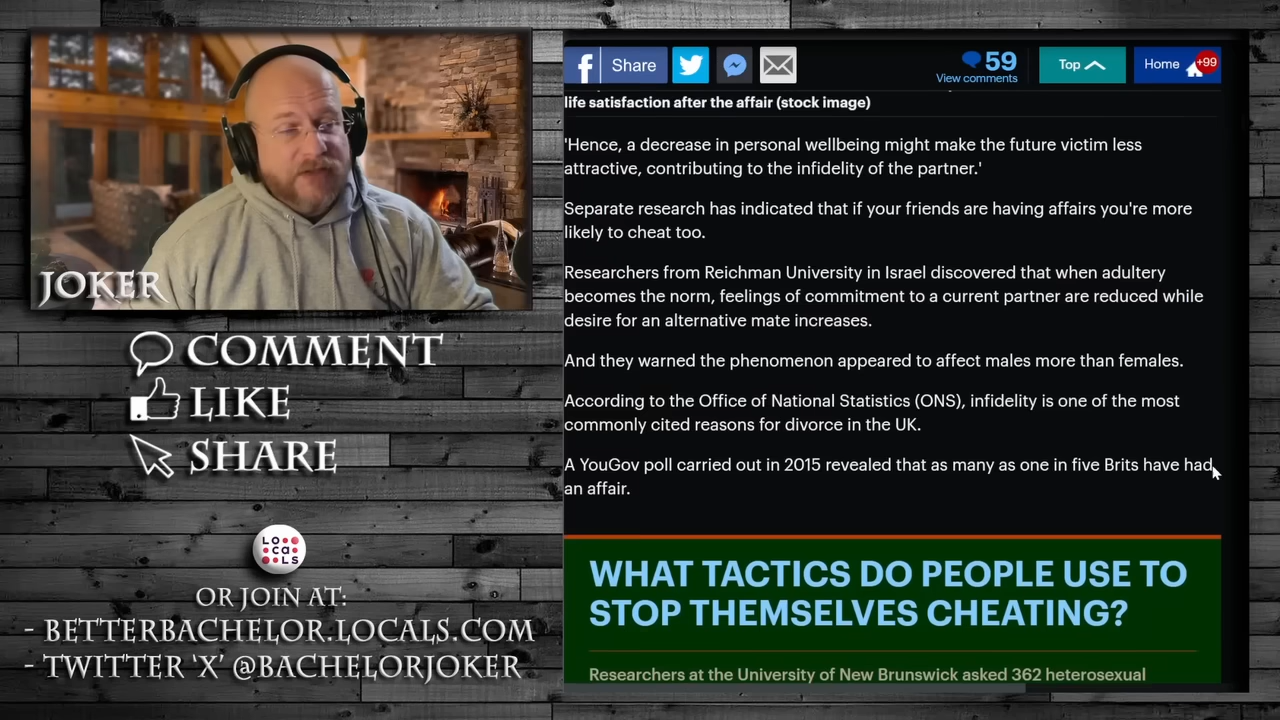 JOKER
COMMENT
LIKE
SHARE
LOcaLS
OR JOIN AT:
- BETTERBACHELOR.LOCALS.COM
- TWITTER 'X' @BACHELORJOKER
Share
59
View comments
Top
Home
+99
life satisfaction after the affair (stock image)
'Hence, a decrease in personal wellbeing might make the future victim less
attractive, contributing to the infidelity of the partner.'
Separate research has indicated that if your friends are having affairs you're more
likely to cheat too.
Researchers from Reichman University in Israel discovered that when adultery
becomes the norm, feelings of commitment to a current partner are reduced while
desire for an alternative mate increases.
And they warned the phenomenon appeared to affect males more than females.
According to the Office of National Statistics (ONS), infidelity is one of the most
commonly cited reasons for divorce in the UK.
A YouGov poll carried out in 2015 revealed that as many as one in five Brits have had
an affair.
WHAT TACTICS DO PEOPLE USE TO
STOP THEMSELVES CHEATING?
Researchers at the University of New Brunswick asked 362 heterosexual